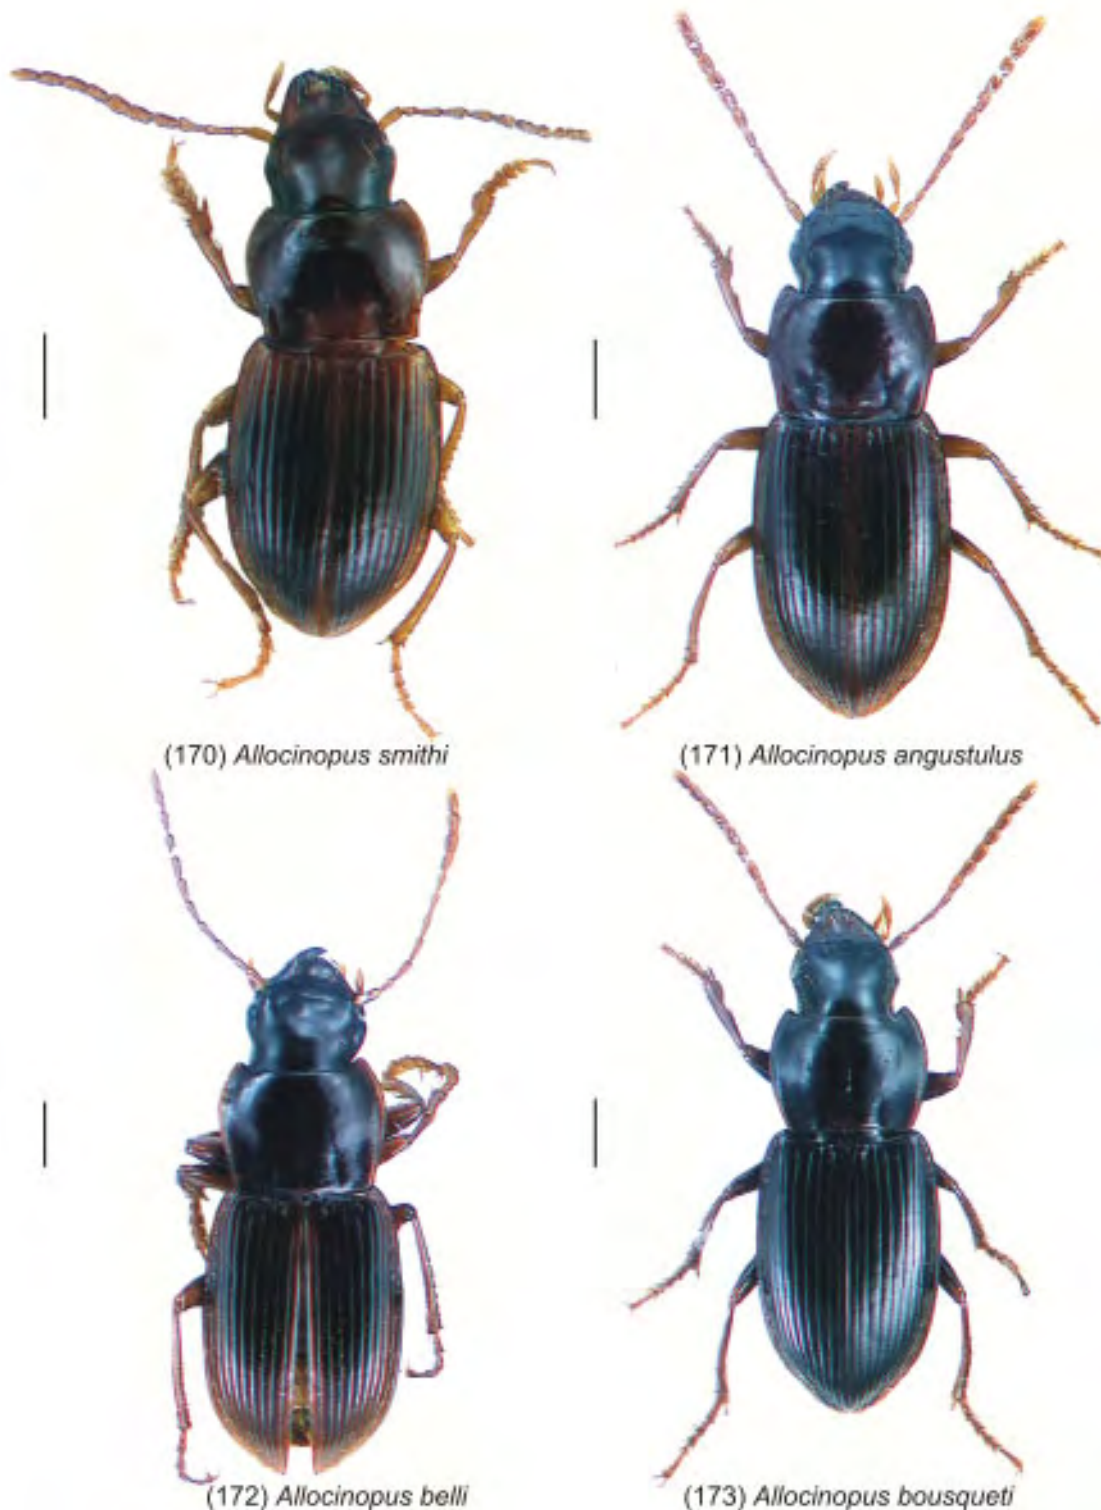 (170) Allocinopus smithi
(171) Allocinopus angustulus
(172) Allocinopus belli
(173) Allocinopus bousqueti